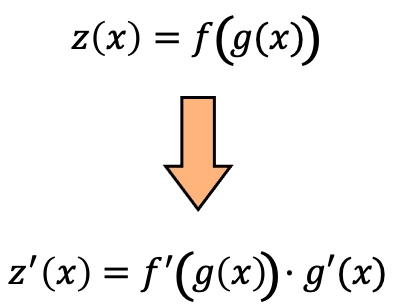 z(x) = f(g(x))
z′(x) = f′(g(x)) · g′(x)